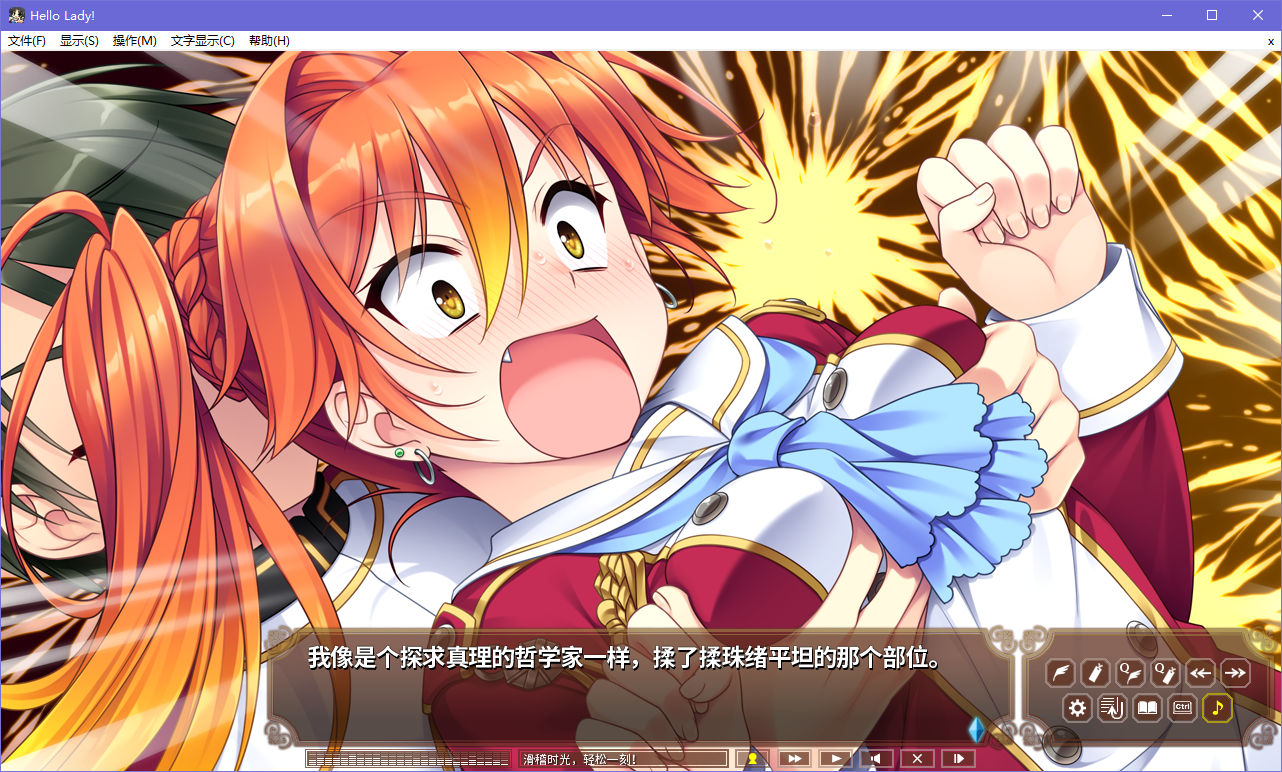 Hello Lady!
文件(F) 显示(S) 操作(M) 文字显示(C) 帮助(H) x
我像是个探求真理的哲学家一样，揉了揉珠绪平坦的那个部位。
Ctrl
滑稽时光，轻松一刻！